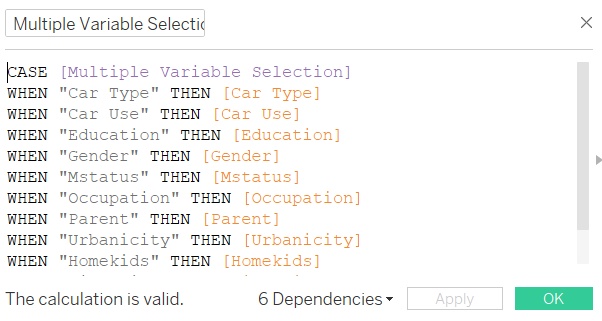 Multiple Variable Selectio
CASE [Multiple Variable Selection]
WHEN "Car Type" THEN [Car Type]
WHEN "Car Use" THEN [Car Use]
WHEN "Education" THEN [Education]
WHEN "Gender" THEN [Gender]
WHEN "Mstatus" THEN [Mstatus]
WHEN "Occupation" THEN [Occupation]
WHEN "Parent" THEN [Parent]
WHEN "Urbanicity" THEN [Urbanicity]
WHEN "Homekids" THEN [Homekids]
The calculation is valid. 6 Dependencies Apply OK